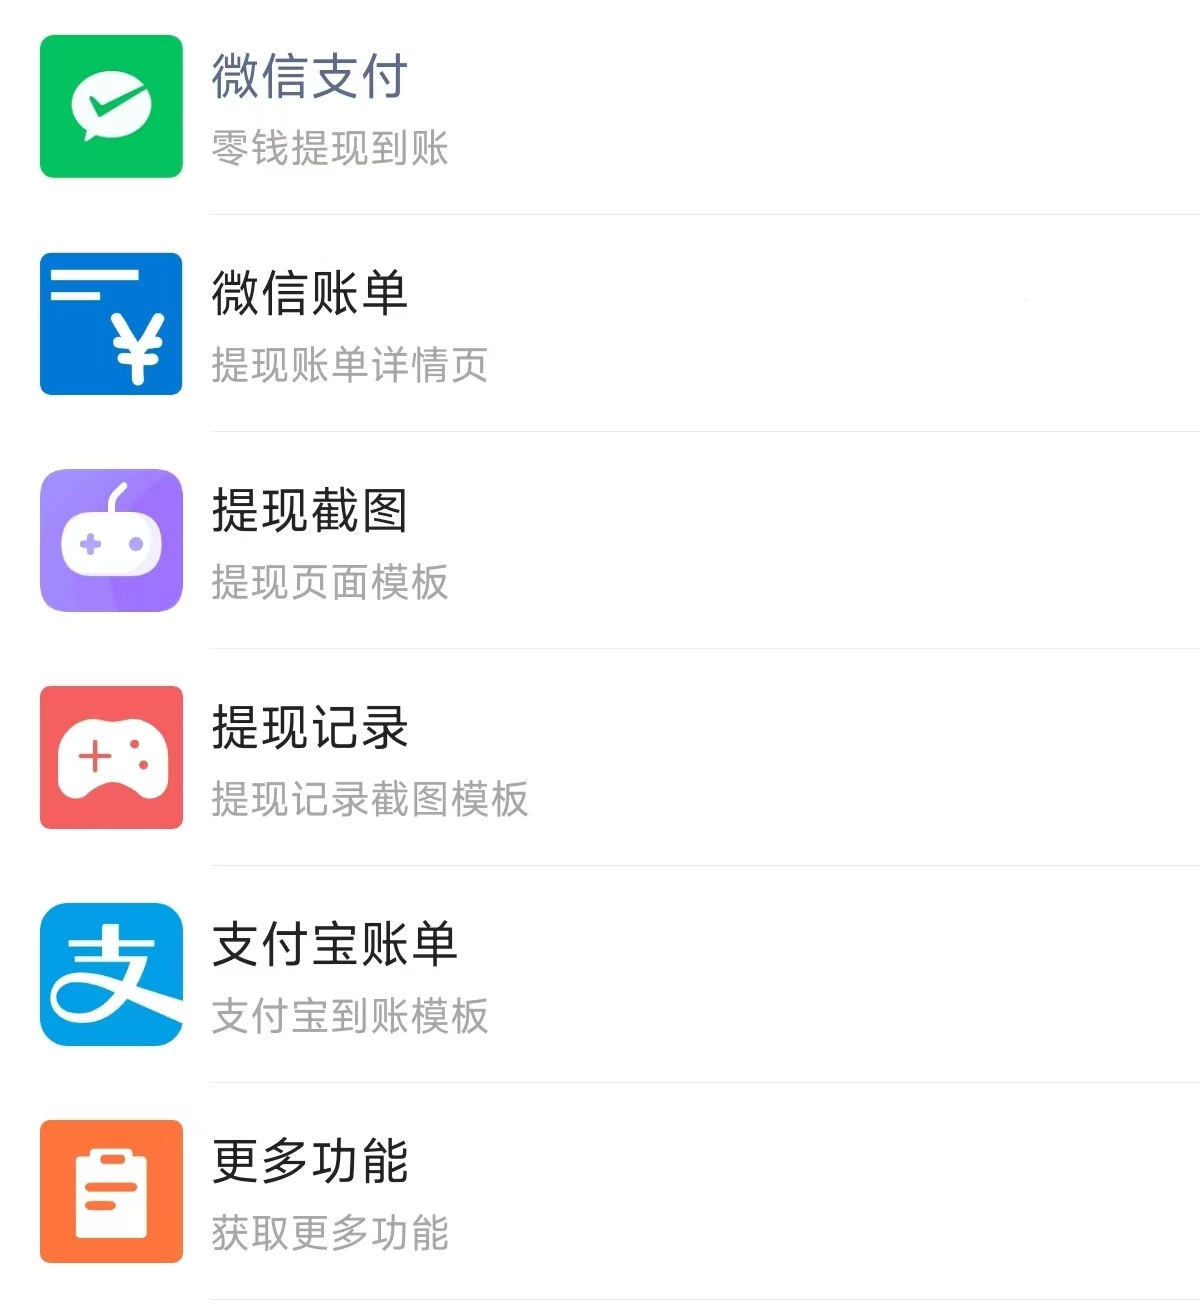 微信支付
零钱提现到账
微信账单
提现账单详情页
提现截图
提现页面模板
提现记录
提现记录截图模板
支
支付宝账单
支付宝到账模板
更多功能
获取更多功能